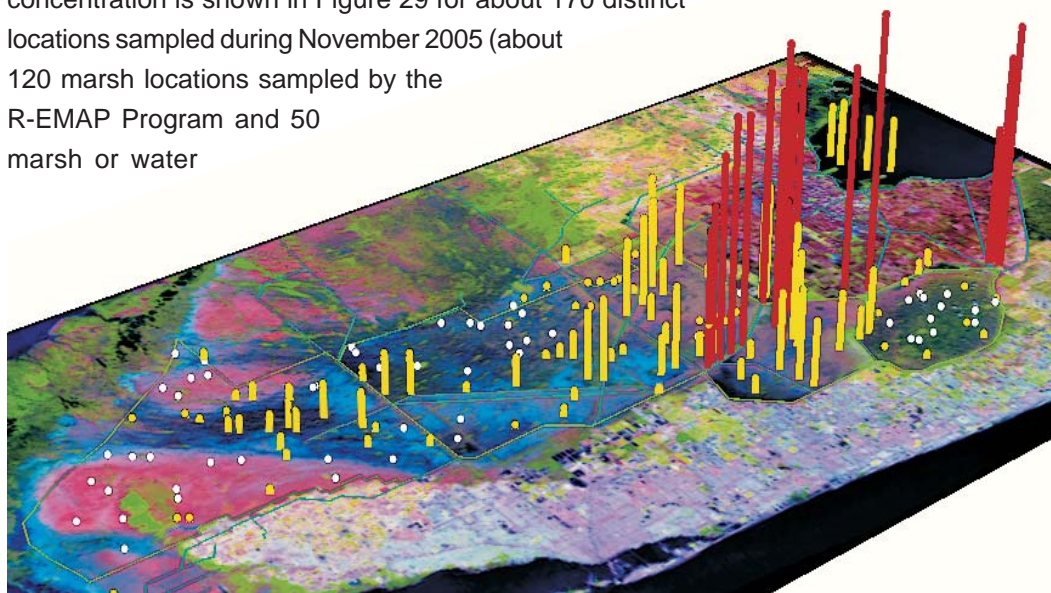 concentration is shown in Figure 29 for about 170 distinct
locations sampled during November 2005 (about
120 marsh locations sampled by the
R-EMAP Program and 50
marsh or water